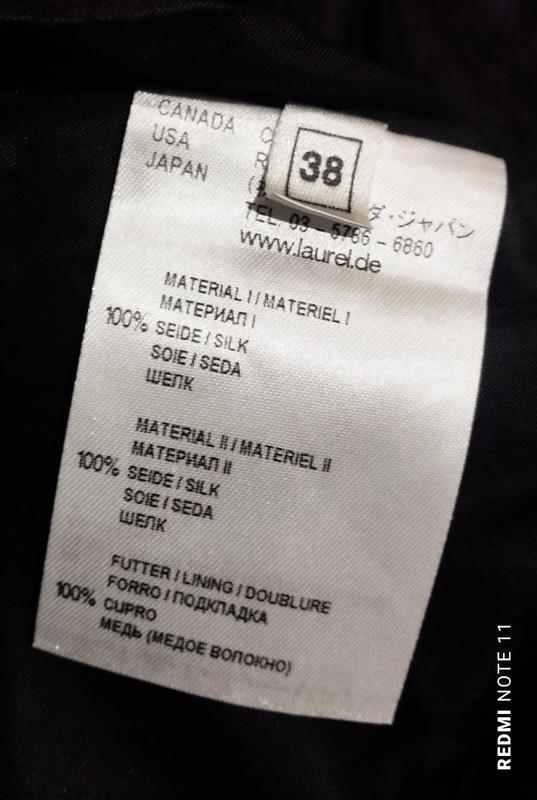 CANADA
USA
JAPAN
38
ダ・ジャパン
TEL. 03 - 5766 - 6860
www.laurel.de
MATERIAL I / MATERIEL I
МАТЕРИАЛ I
100% SEIDE / SILK
SOIE / SEDA
ШЕЛК
MATERIAL II / MATERIEL II
МАТЕРИАЛ II
100% SEIDE / SILK
SOIE / SEDA
ШЕЛК
FUTTER / LINING / DOUBLURE
FORRO / ПОДКЛАДКА
100% CUPRO
МЕДЬ (МЕДОЕ ВОЛОКНО)
REDMI NOTE 11